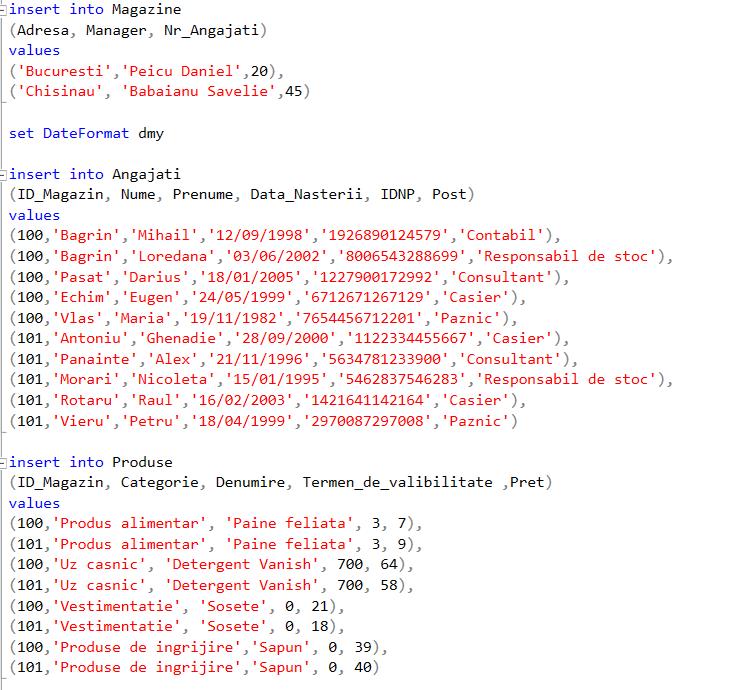 insert into Magazine
(Adresa, Manager, Nr_Angajati)
values
('Bucuresti','Peicu Daniel',20),
('Chisinau', 'Babaianu Savelie',45)
set DateFormat dmy
insert into Angajati
(ID_Magazin, Nume, Prenume, Data_Nasterii, IDNP, Post)
values
(100,'Bagrin','Mihail','12/09/1998','1926890124579','Contabil'),
(100,'Bagrin','Loredana','03/06/2002','8006543288699','Responsabil de stoc'),
(100,'Pasat','Darius','18/01/2005','1227900172992','Consultant'),
(100,'Echim','Eugen','24/05/1999','6712671267129','Casier'),
(100,'Vlas','Maria','19/11/1982','7654456712201','Paznic'),
(101,'Antoniu','Ghenadie','28/09/2000','1122334455667','Casier'),
(101,'Panainte','Alex','21/11/1996','5634781233900','Consultant'),
(101,'Morari','Nicoleta','15/01/1995','5462837546283','Responsabil de stoc'),
(101,'Rotaru','Raul','16/02/2003','1421641142164','Casier'),
(101,'Vieru','Petru','18/04/1999','2970087297008','Paznic')
insert into Produse
(ID_Magazin, Categorie, Denumire, Termen_de_valibilitate ,Pret)
values
(100,'Produs alimentar', 'Paine feliata', 3, 7),
(101,'Produs alimentar', 'Paine feliata', 3, 9),
(100,'Uz casnic', 'Detergent Vanish', 700, 64),
(101,'Uz casnic', 'Detergent Vanish', 700, 58),
(100,'Vestimentatie', 'Sosete', 0, 21),
(101,'Vestimentatie', 'Sosete', 0, 18),
(100,'Produse de ingrijire','Sapun', 0, 39),
(101,'Produse de ingrijire','Sapun', 0, 40)